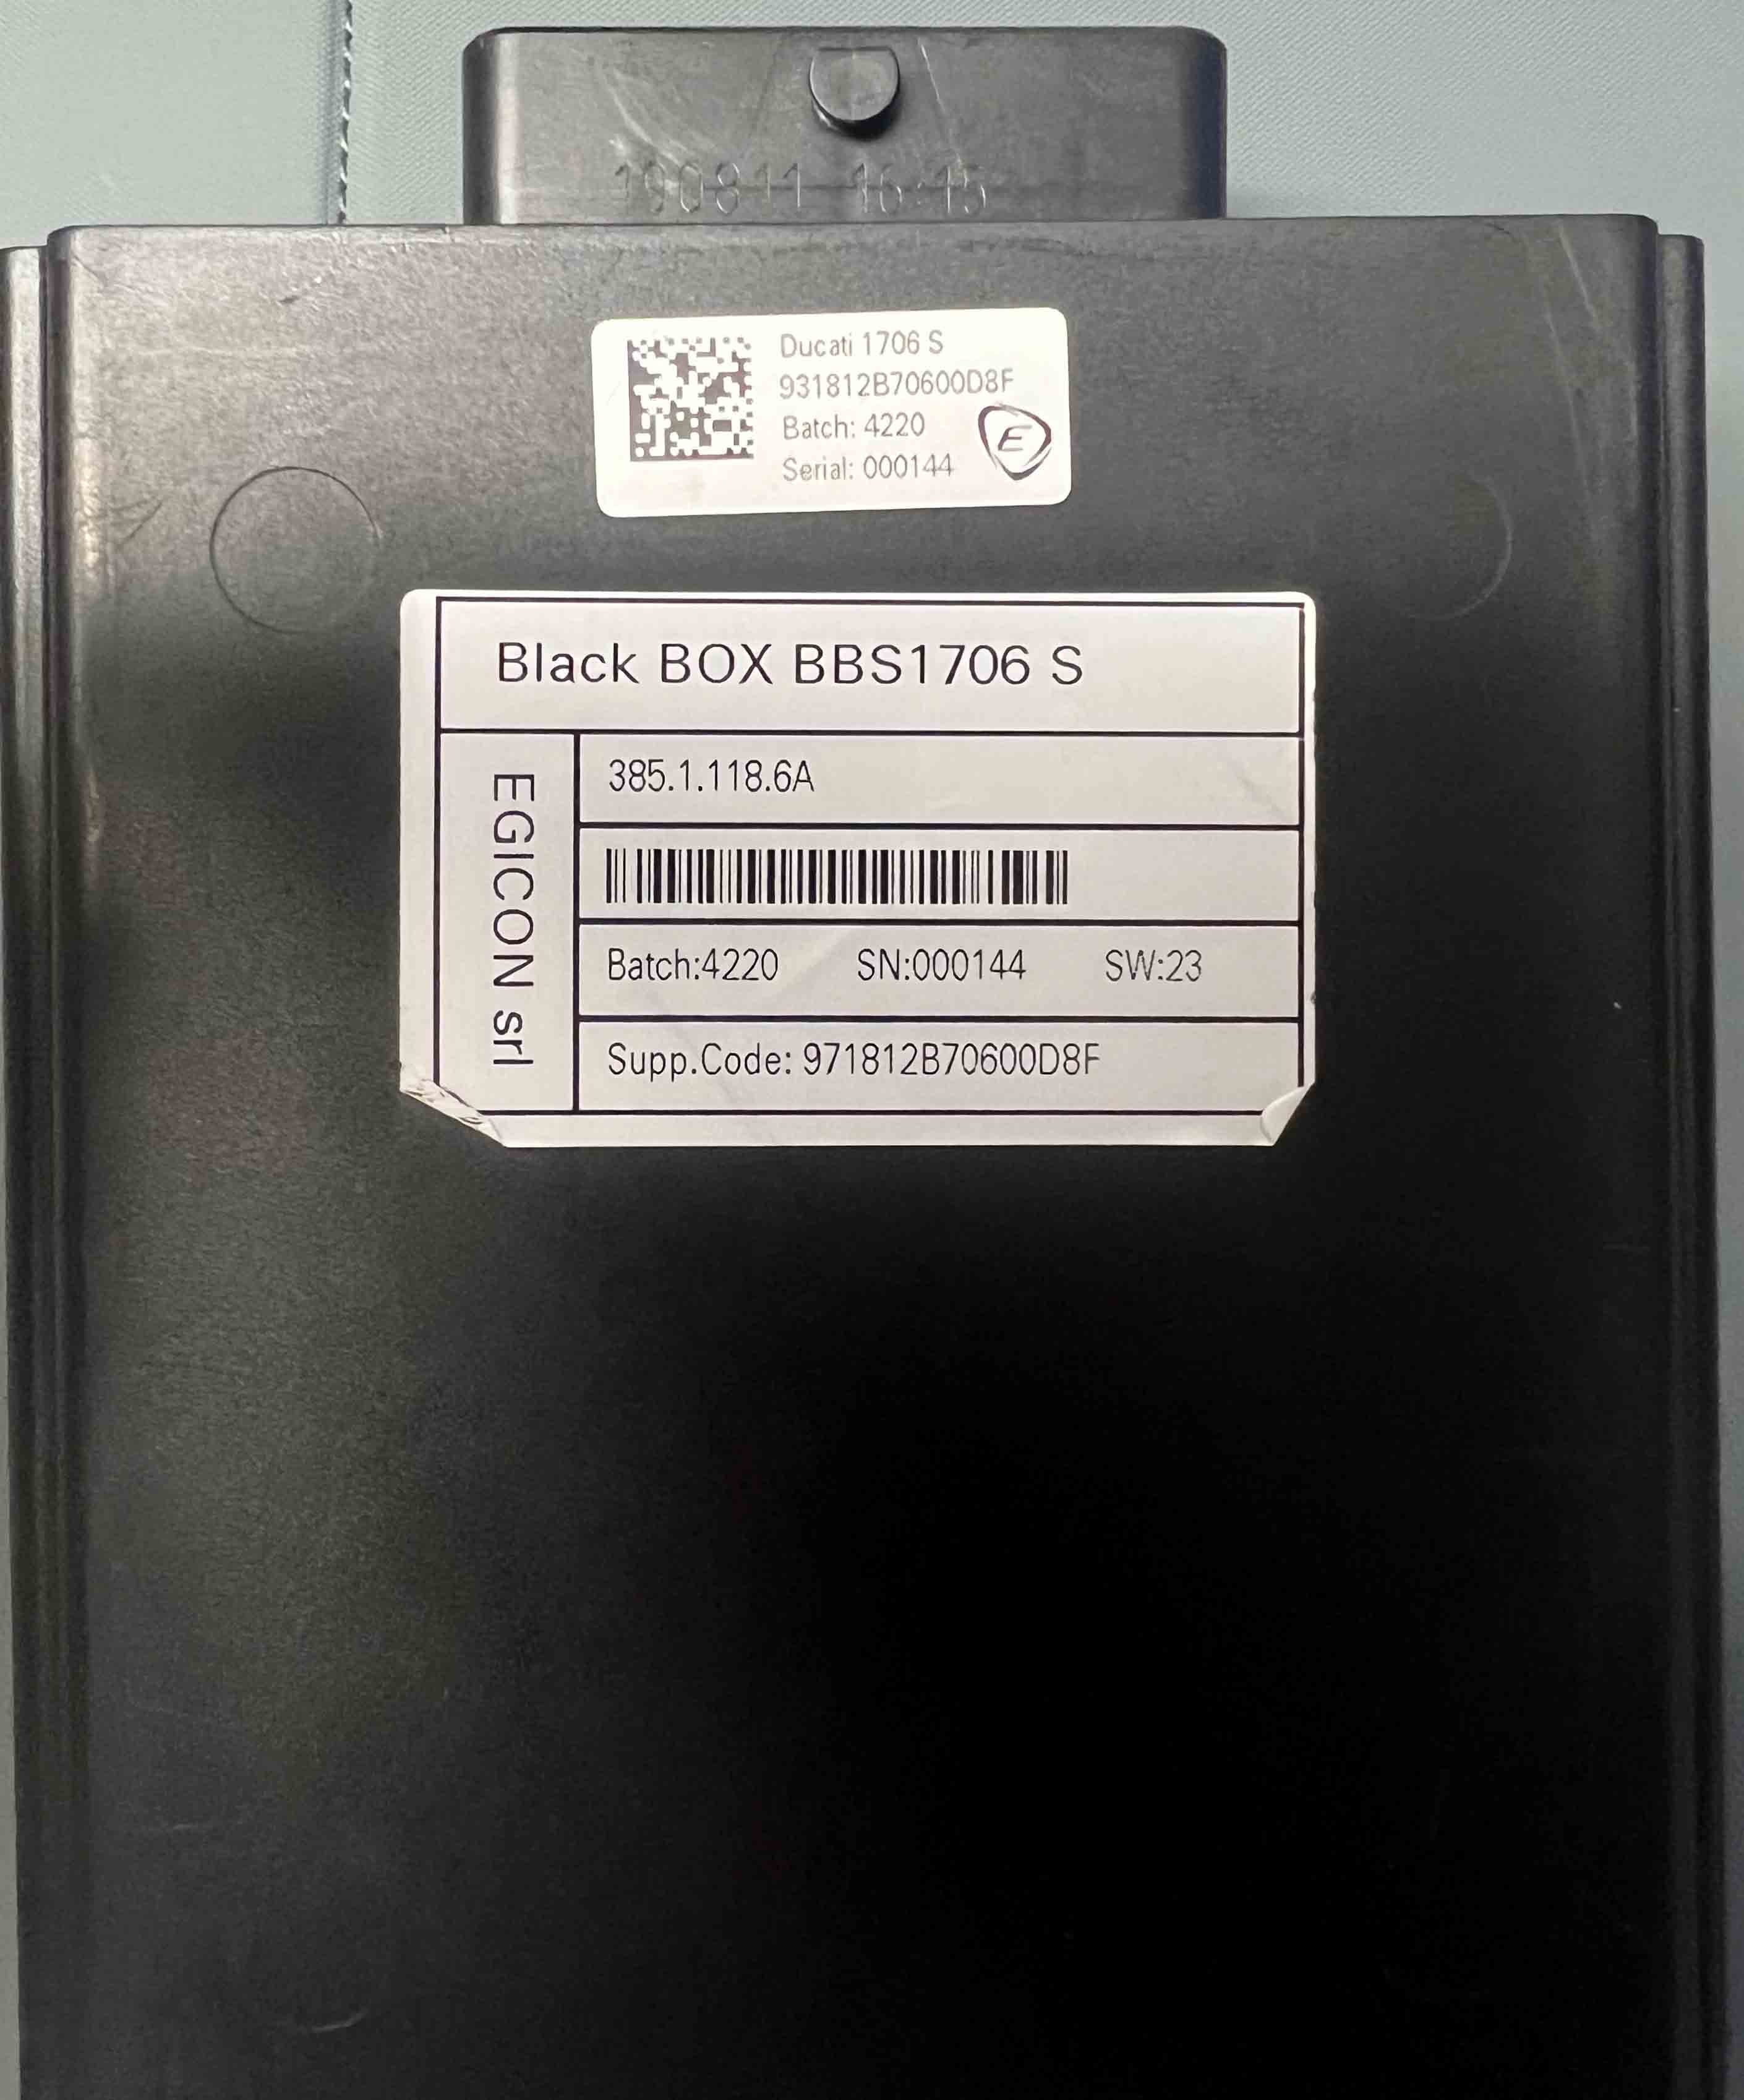 190811 16:15
Ducati 1706 S
931812B70600D8F
Batch: 4220
E
Serial: 000144
Black BOX BBS1706 S
EGICON srl
385.1.118.6A
Batch:4220 SN:000144 SW:23
Supp.Code: 971812B70600D8F